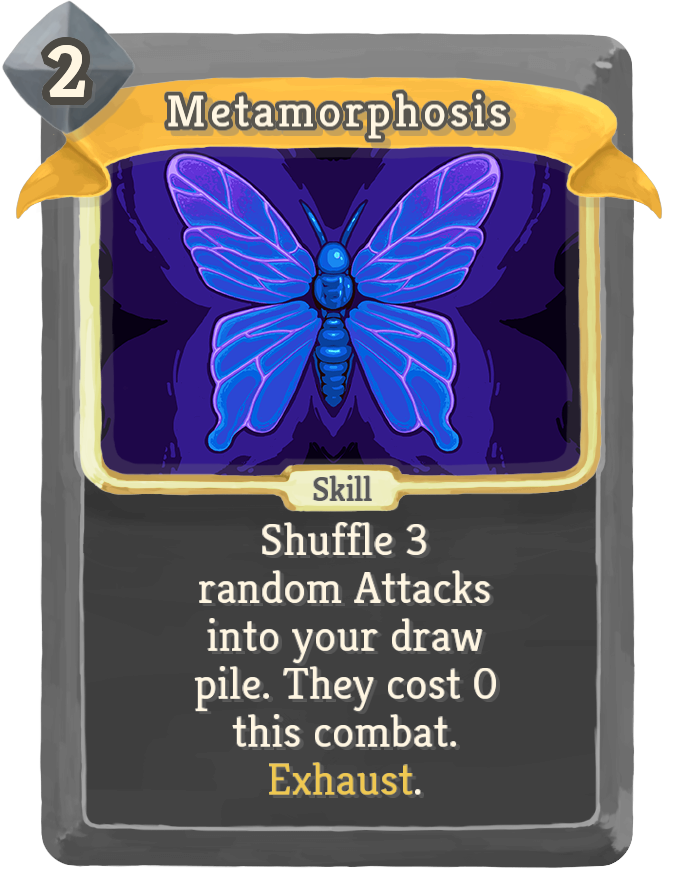 2
Metamorphosis
Skill
Shuffle 3
random Attacks
into your draw
pile. They cost 0
this combat.
Exhaust.